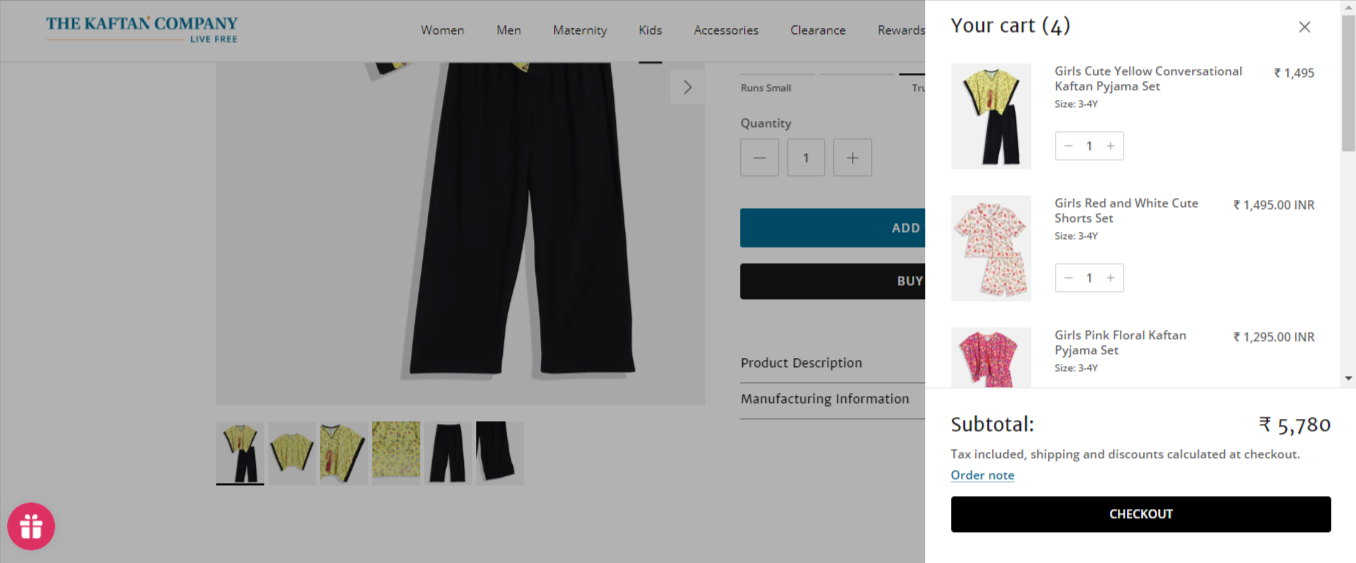 THE KAFTAN COMPANY
LIVE FREE
Women Men Maternity Kids Accessories Clearance Rewards
Runs Small
Quantity
1
ADD
BUY
Product Description
Manufacturing Information
Your cart (4)
Girls Cute Yellow Conversational ₹ 1,495
Kaftan Pyjama Set
Size: 3-4Y
1
Girls Red and White Cute ₹ 1,495.00 INR
Shorts Set
Size: 3-4Y
1
Girls Pink Floral Kaftan ₹ 1,295.00 INR
Pyjama Set
Size: 3-4Y
Subtotal: ₹ 5,780
Tax included, shipping and discounts calculated at checkout.
Order note
CHECKOUT